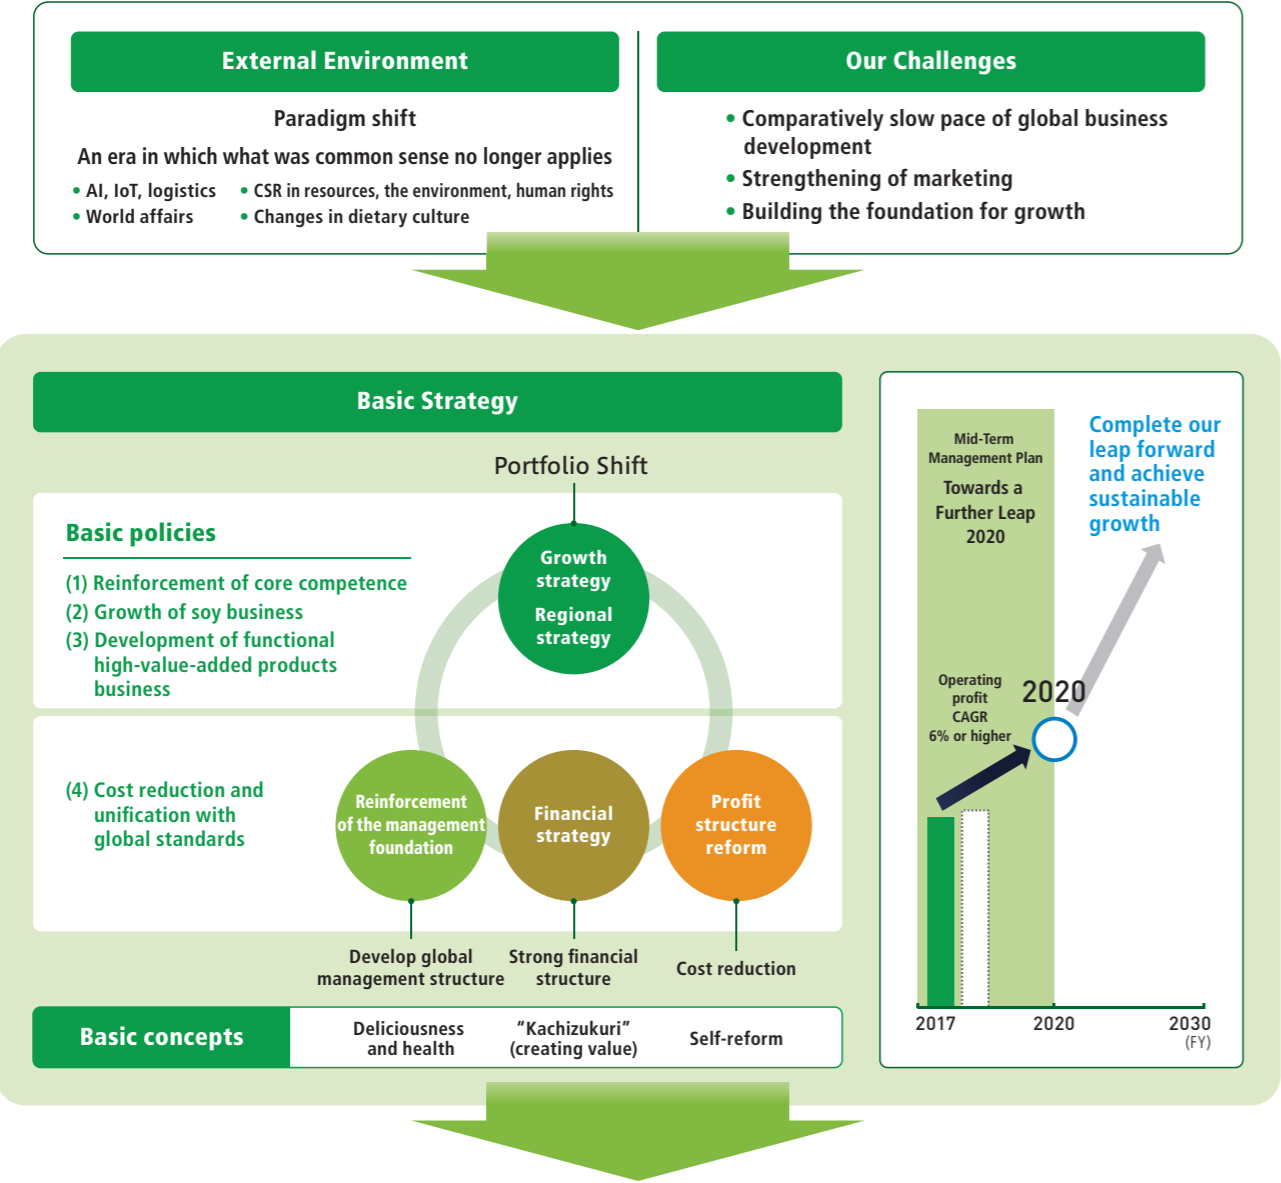 External Environment
Paradigm shift
An era in which what was common sense no longer applies
• AI, IoT, logistics
• CSR in resources, the environment, human rights
• World affairs
• Changes in dietary culture
Our Challenges
• Comparatively slow pace of global business
development
• Strengthening of marketing
• Building the foundation for growth
Basic Strategy
Portfolio Shift
Basic policies
(1) Reinforcement of core competence
(2) Growth of soy business
(3) Development of functional
high-value-added products
business
Growth
strategy
Regional
strategy
(4) Cost reduction and
unification with
global standards
Reinforcement
of the management
foundation
Financial
strategy
Profit
structure
reform
Develop global
management structure
Strong financial
structure
Cost reduction
Basic concepts
Deliciousness
and health
“Kachizukuri”
(creating value)
Self-reform
Mid-Term
Management Plan
Towards a
Further Leap
2020
Complete our
leap forward
and achieve
sustainable
growth
Operating
profit
CAGR
6% or higher
2020
2017
2020
2030
(FY)